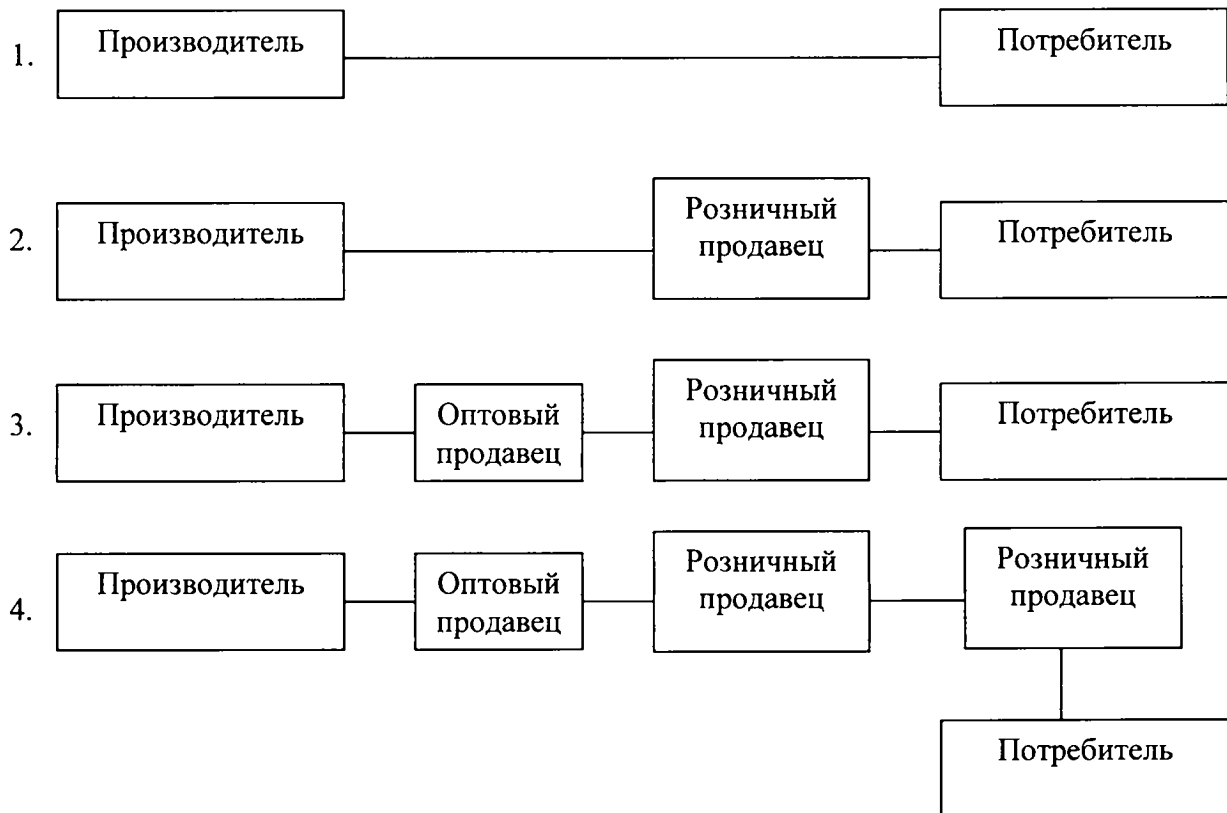 1.
Производитель
Потребитель
2.
Производитель
Розничный
продавец
Потребитель
3.
Производитель
Оптовый
продавец
Розничный
продавец
Потребитель
4.
Производитель
Оптовый
продавец
Розничный
продавец
Розничный
продавец
Потребитель